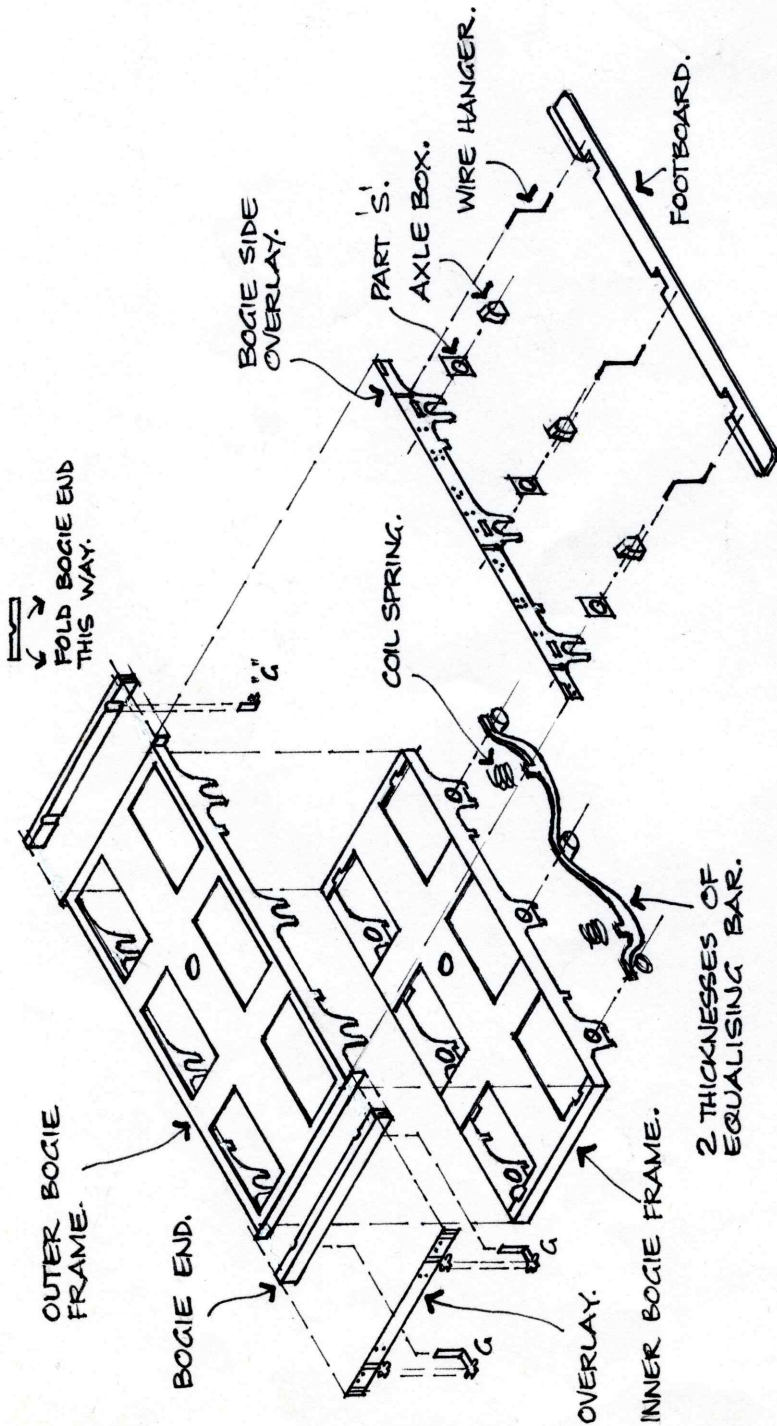 OUTER BOGIE
FRAME.
BOGIE END.
OVERLAY.
INNER BOGIE FRAME.
G
G
FOLD BOGIE END
THIS WAY.
"G"
BOGIE SIDE
OVERLAY.
PART 'S'.
AXLE BOX.
WIRE HANGER.
COIL SPRING.
2 THICKNESSES OF
EQUALISING BAR.
FOOTBOARD.